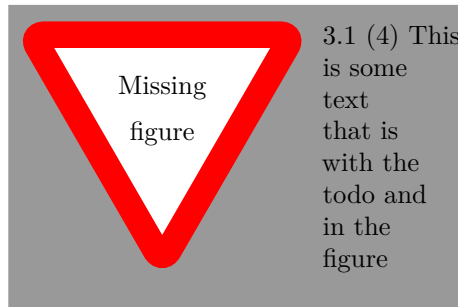 Missing
figure
3.1 (4) This
is some
text
that is
with the
todo and
in the
figure